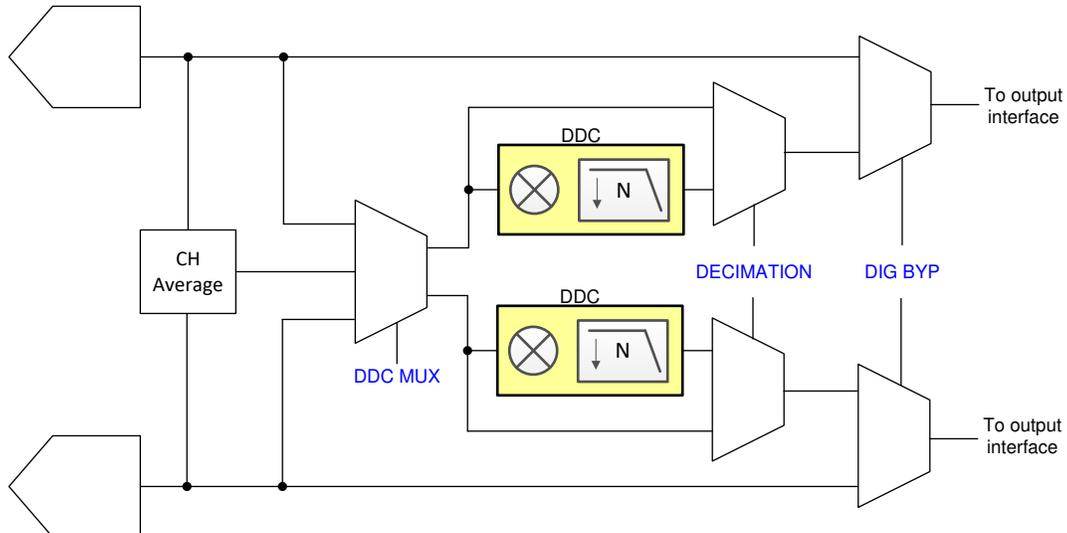 To output
interface
DDC
N
CH
Average
DECIMATION
DIG BYP
DDC
N
DDC MUX
To output
interface